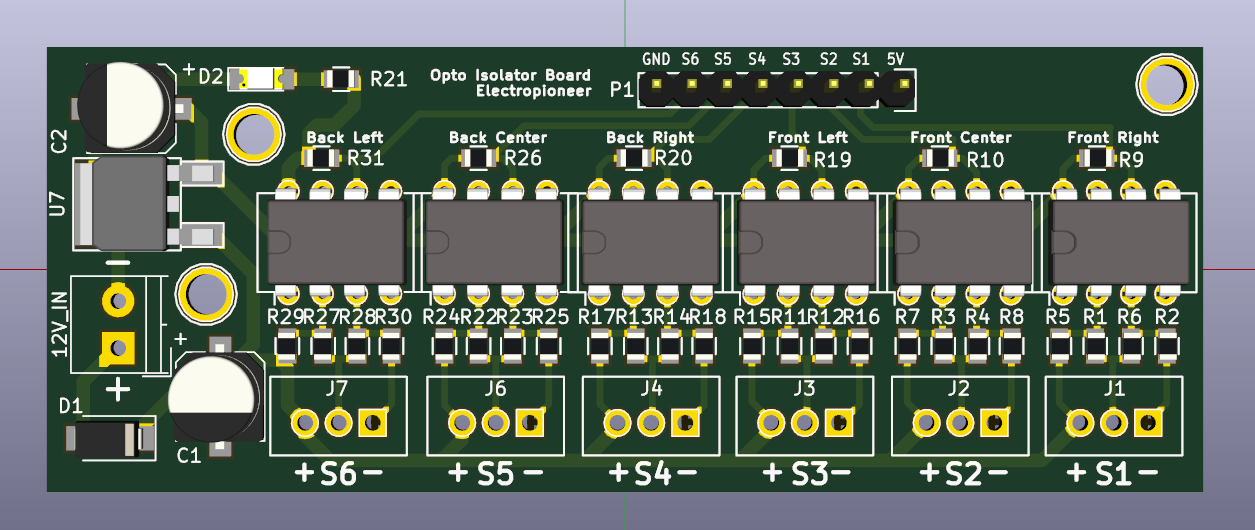 GND S6 S5 S4 S3 S2 S1 5V
+ D2 R21
Opto Isolator Board
Electropioneer
P1
C2
Back Left Back Center Back Right Front Left Front Center Front Right
R31 R26 R20 R19 R10 R9
U7
-
12V_IN
+
R29 R27 R28 R30 R24 R22 R23 R25 R17 R13 R14 R18 R15 R11 R12 R16 R7 R3 R4 R8 R5 R1 R6 R2
+
J7 J6 J4 J3 J2 J1
D1
C1
+S6- +S5- +S4- +S3- +S2- +S1-